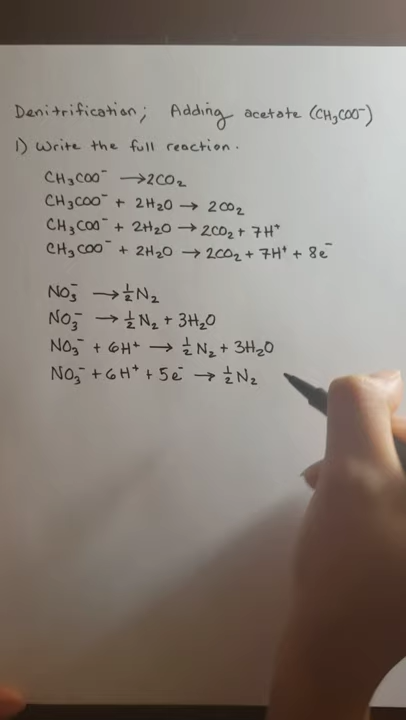 Denitrification; Adding acetate (CH₃COO⁻)
1) Write the full reaction.
CH₃COO⁻ → 2CO₂
CH₃COO⁻ + 2H₂O → 2CO₂
CH₃COO⁻ + 2H₂O → 2CO₂ + 7H⁺
CH₃COO⁻ + 2H₂O → 2CO₂ + 7H⁺ + 8e⁻
NO₃⁻ → ½N₂
NO₃⁻ → ½N₂ + 3H₂O
NO₃⁻ + 6H⁺ → ½N₂ + 3H₂O
NO₃⁻ + 6H⁺ + 5e⁻ → ½N₂